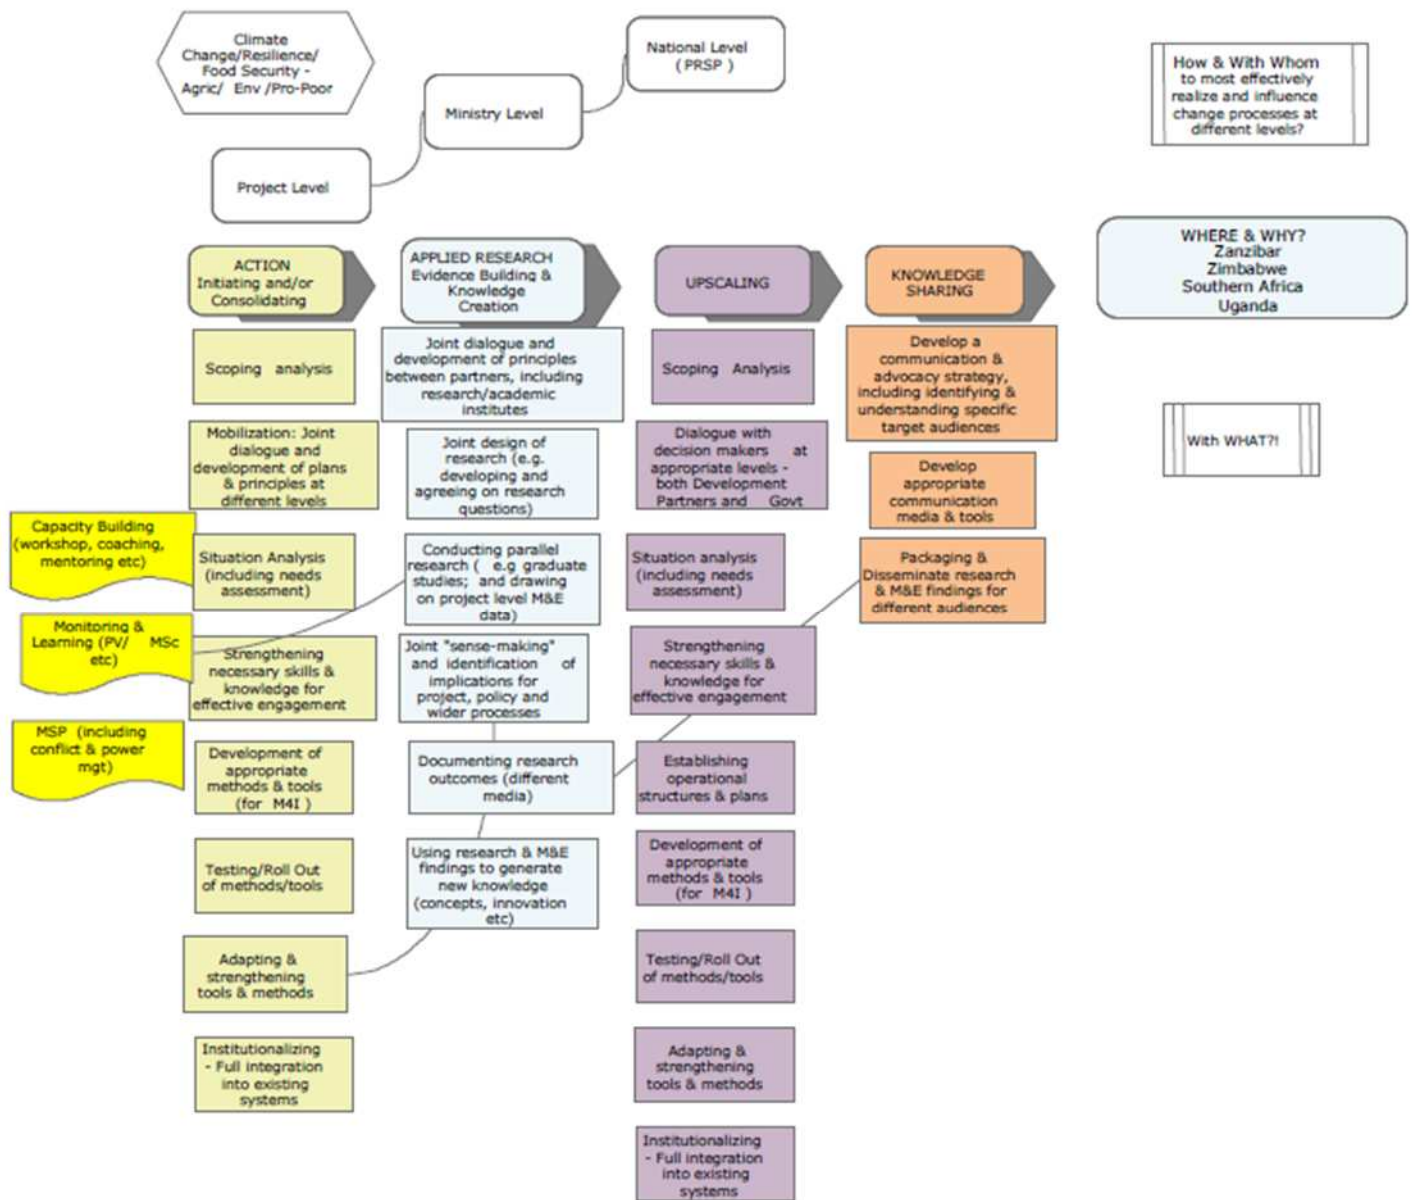 Climate
Change/Resilience/
Food Security -
Agric/ Env /Pro-Poor
National Level
(PRSP )
Ministry Level
Project Level
How & With Whom
to most effectively
realize and influence
change processes at
different levels?
WHERE & WHY?
Zanzibar
Zimbabwe
Southern Africa
Uganda
With WHAT?!
ACTION
Initiating and/or
Consolidating
Scoping analysis
Mobilization: Joint
dialogue and
development of plans
& principles at
different levels
Situation Analysis
(including needs
assessment)
Strengthening
necessary skills &
knowledge for
effective engagement
Development of
appropriate
methods & tools
(for M4I )
Testing/Roll Out
of methods/tools
Adapting &
strengthening
tools & methods
Institutionalizing
- Full integration
into existing
systems
Capacity Building
(workshop, coaching,
mentoring etc)
Monitoring &
Learning (PV/ MSc
etc)
MSP (including
conflict & power
mgt)
APPLIED RESEARCH
Evidence Building &
Knowledge
Creation
Joint dialogue and
development of principles
between partners, including
research/academic
institutes
Joint design of
research (e.g.
developing and
agreeing on research
questions)
Conducting parallel
research ( e.g graduate
studies; and drawing
on project level M&E
data)
Joint "sense-making"
and identification of
implications for
project, policy and
wider processes
Documenting research
outcomes (different
media)
Using research & M&E
findings to generate
new knowledge
(concepts, innovation
etc)
UPSCALING
Scoping Analysis
Dialogue with
decision makers at
appropriate levels -
both Development
Partners and Govt
Situation analysis
(including needs
assessment)
Strengthening
necessary skills &
knowledge for
effective engagement
Establishing
operational
structures & plans
Development of
appropriate
methods & tools
(for M4I )
Testing/Roll Out
of methods/tools
Adapting &
strengthening
tools & methods
Institutionalizing
- Full integration
into existing
systems
KNOWLEDGE
SHARING
Develop a
communication &
advocacy strategy,
including identifying &
understanding specific
target audiences
Develop
appropriate
communication
media & tools
Packaging &
Disseminate research
& M&E findings for
different audiences